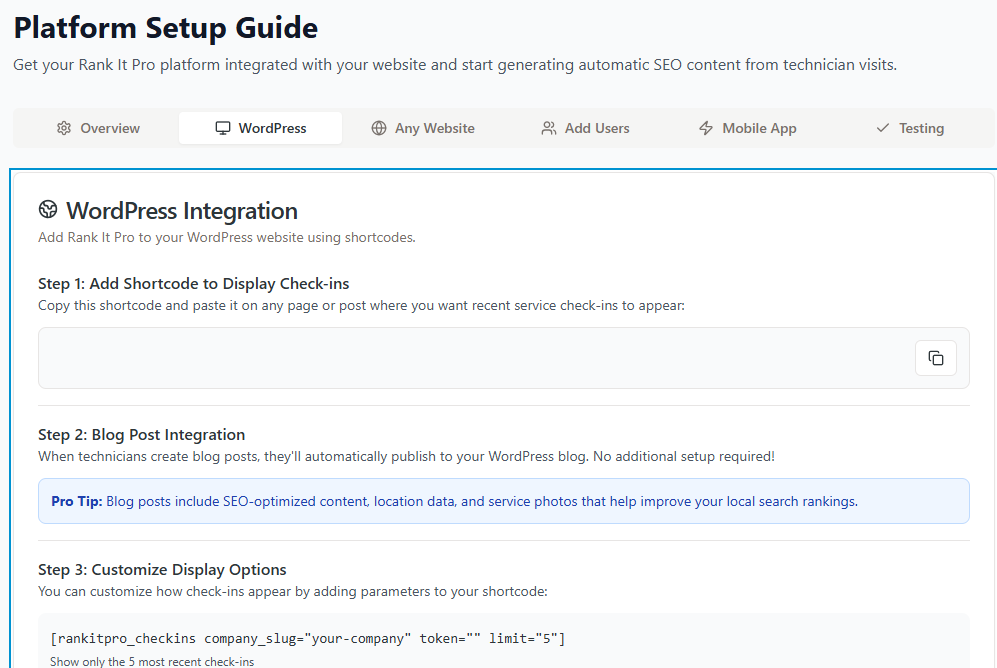 Platform Setup Guide
Get your Rank It Pro platform integrated with your website and start generating automatic SEO content from technician visits.
Overview
WordPress
Any Website
Add Users
Mobile App
Testing
WordPress Integration
Add Rank It Pro to your WordPress website using shortcodes.
Step 1: Add Shortcode to Display Check-ins
Copy this shortcode and paste it on any page or post where you want recent service check-ins to appear:
Step 2: Blog Post Integration
When technicians create blog posts, they'll automatically publish to your WordPress blog. No additional setup required!
Pro Tip: Blog posts include SEO-optimized content, location data, and service photos that help improve your local search rankings.
Step 3: Customize Display Options
You can customize how check-ins appear by adding parameters to your shortcode:
[rankitpro_checkins company_slug="your-company" token="" limit="5"]
Show only the 5 most recent check-ins